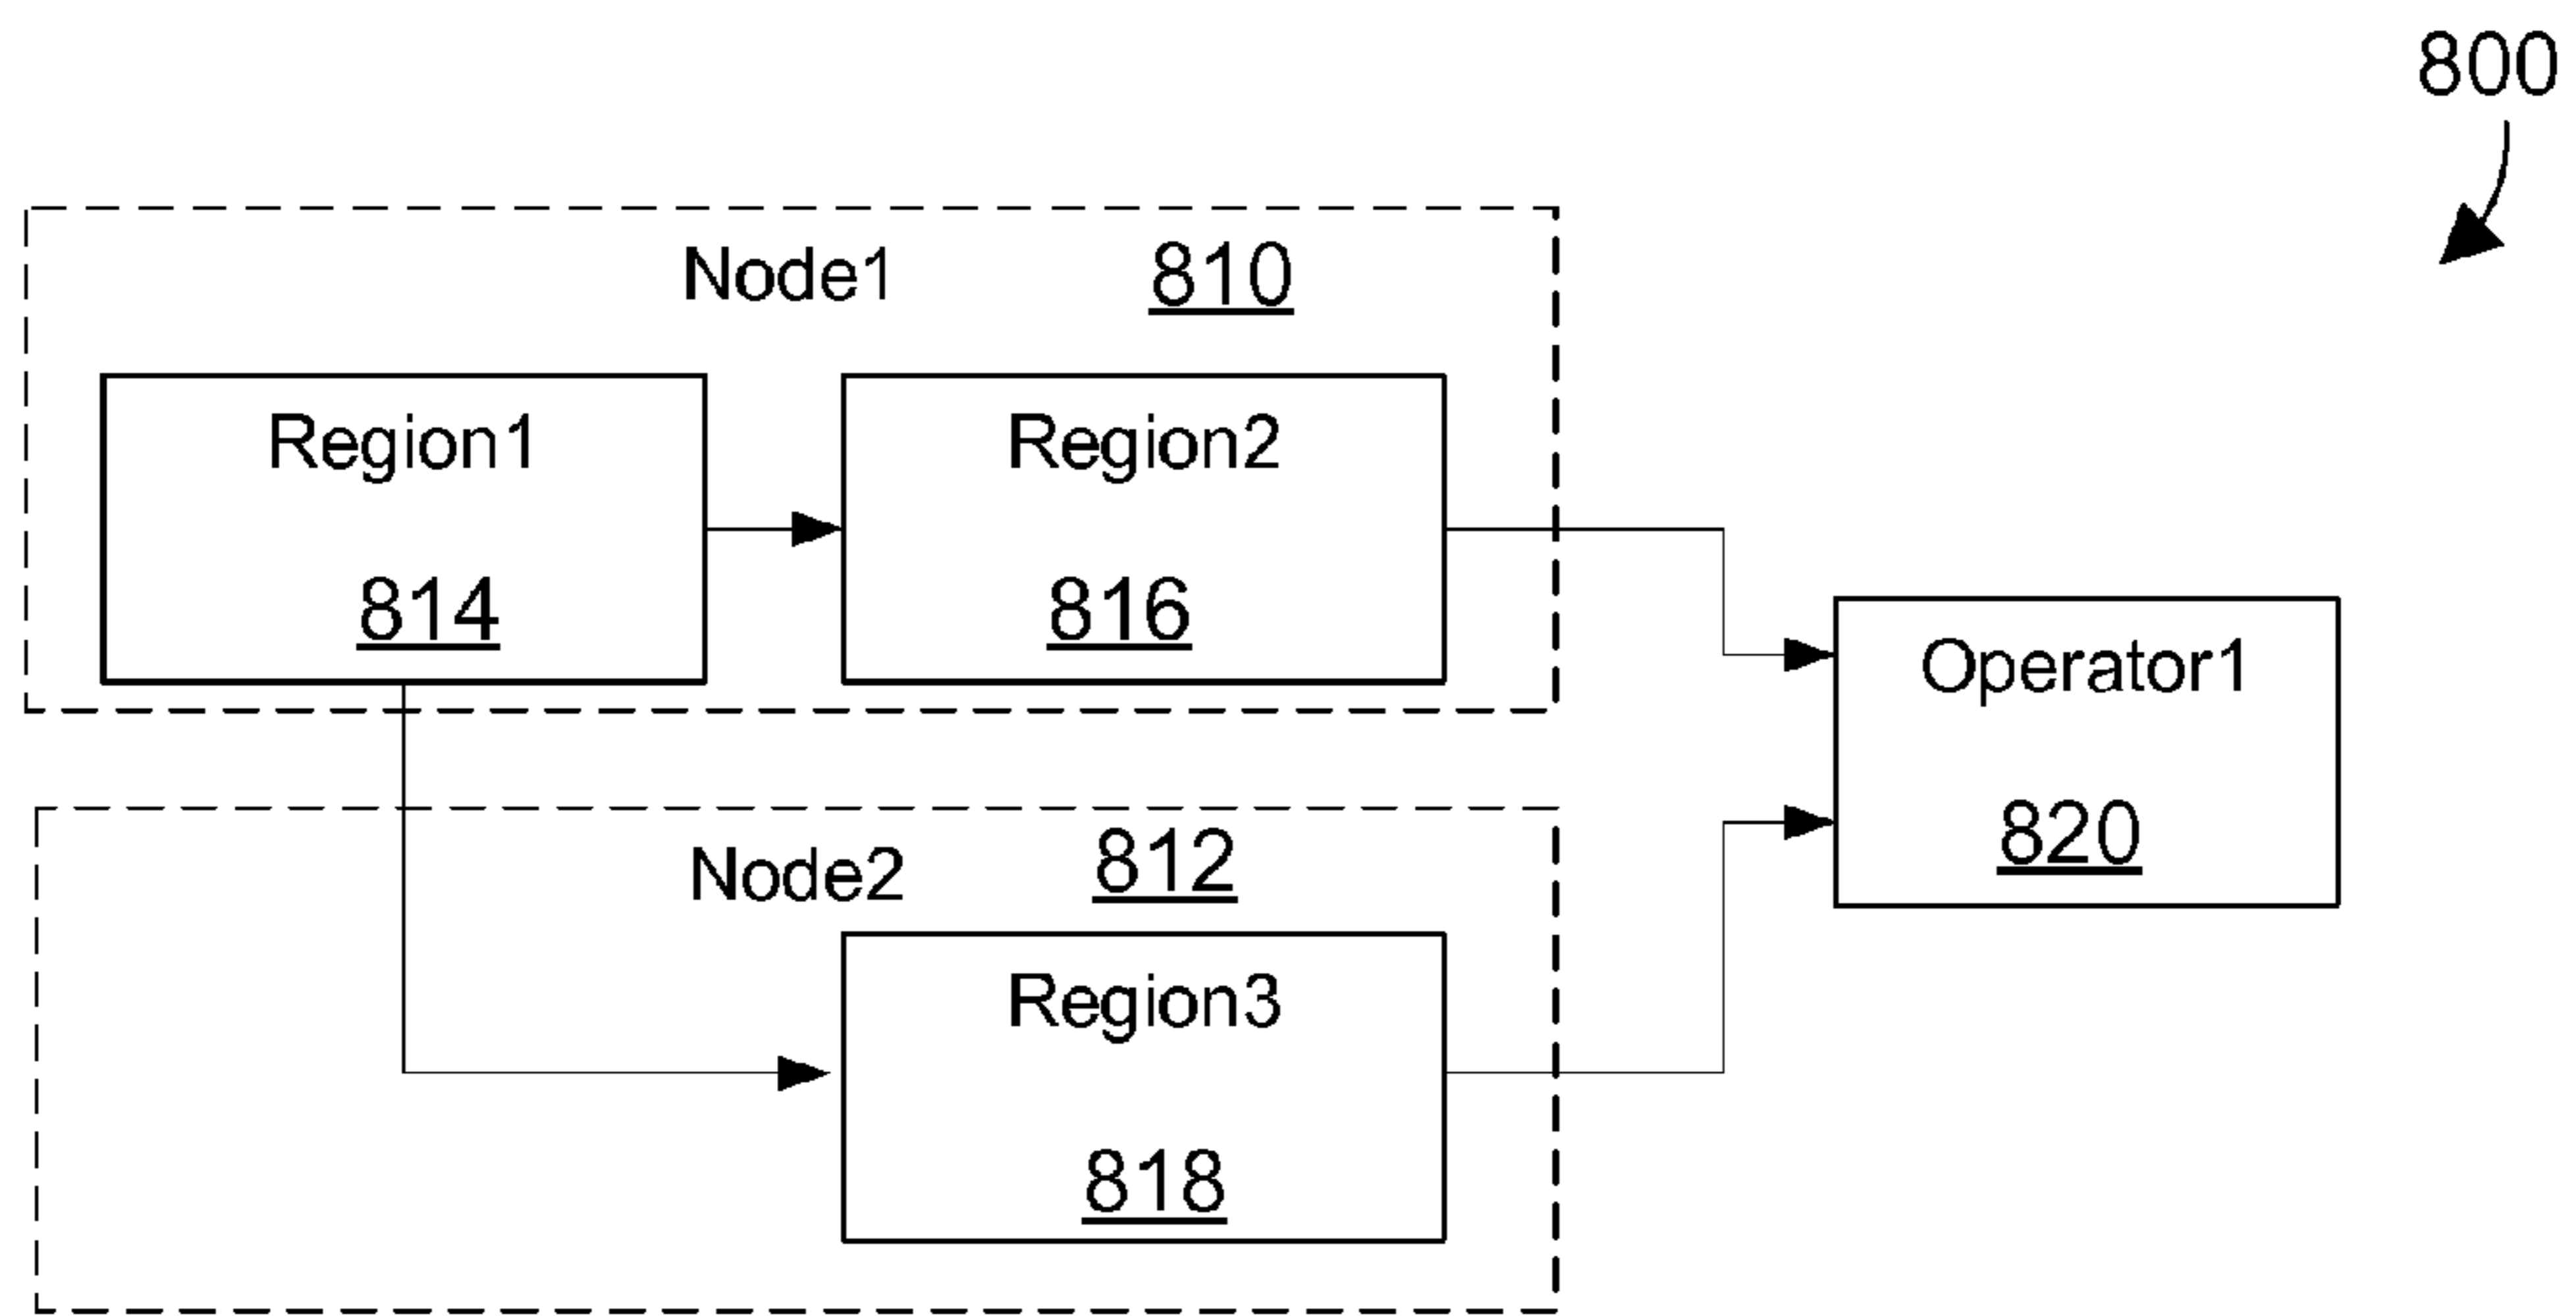 800
Node1 810
Region1
814
Region2
816
Operator1
820
Node2 812
Region3
818